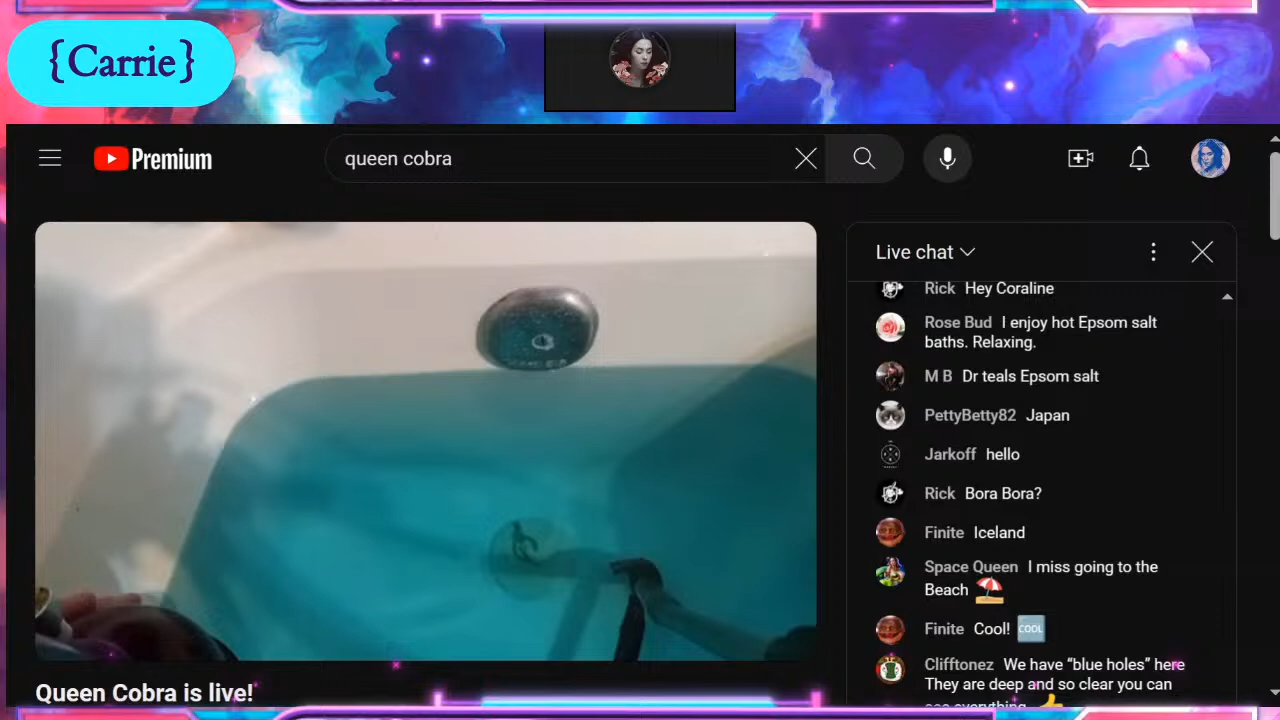 {Carrie}
Premium
queen cobra
Live chat
Rick Hey Coraline
Rose Bud I enjoy hot Epsom salt
baths. Relaxing.
M B Dr teals Epsom salt
PettyBetty82 Japan
Jarkoff hello
Rick Bora Bora?
Finite Iceland
Space Queen I miss going to the
Beach
Finite Cool! COOL
Clifftonez We have “blue holes” here
They are deep and so clear you can
see everything
Queen Cobra is live!